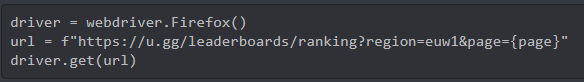 driver = webdriver.Firefox()
url = f"https://u.gg/leaderboards/ranking?region=euw1&page={page}"
driver.get(url)